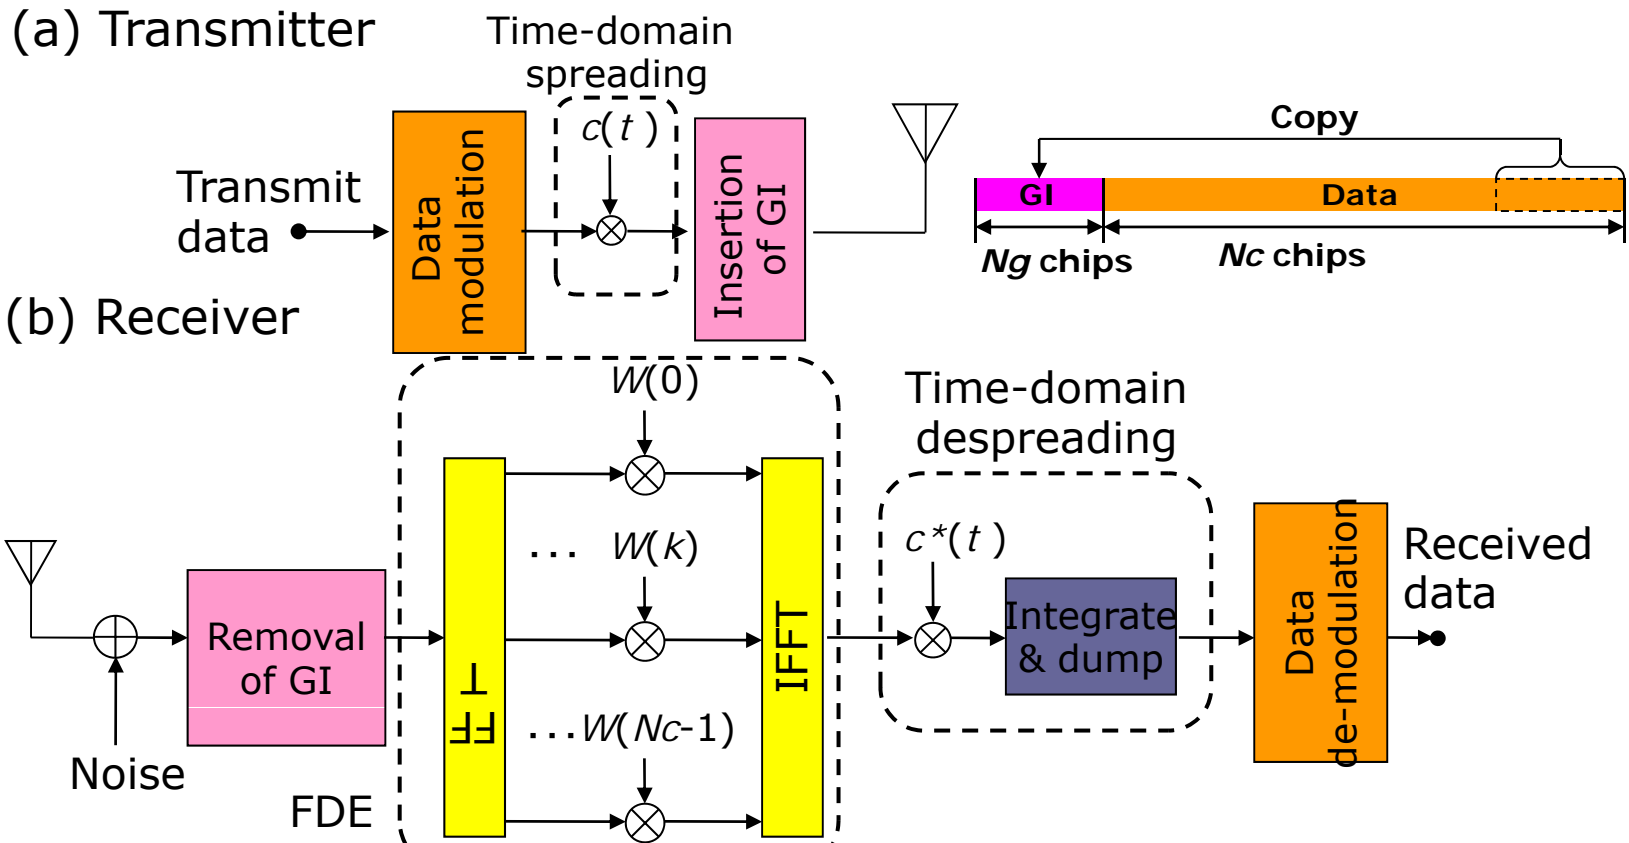 (a) Transmitter
Time-domain
spreading
c(t )
Transmit
data
Data
modulation
Insertion
of GI
Copy
GI
Data
Ng chips
Nc chips
(b) Receiver
W(0)
... W(k)
...W(Nc-1)
FFT
IFFT
FDE
Noise
Removal
of GI
Time-domain
despreading
c*(t )
Integrate
& dump
Data
de-modulation
Received
data